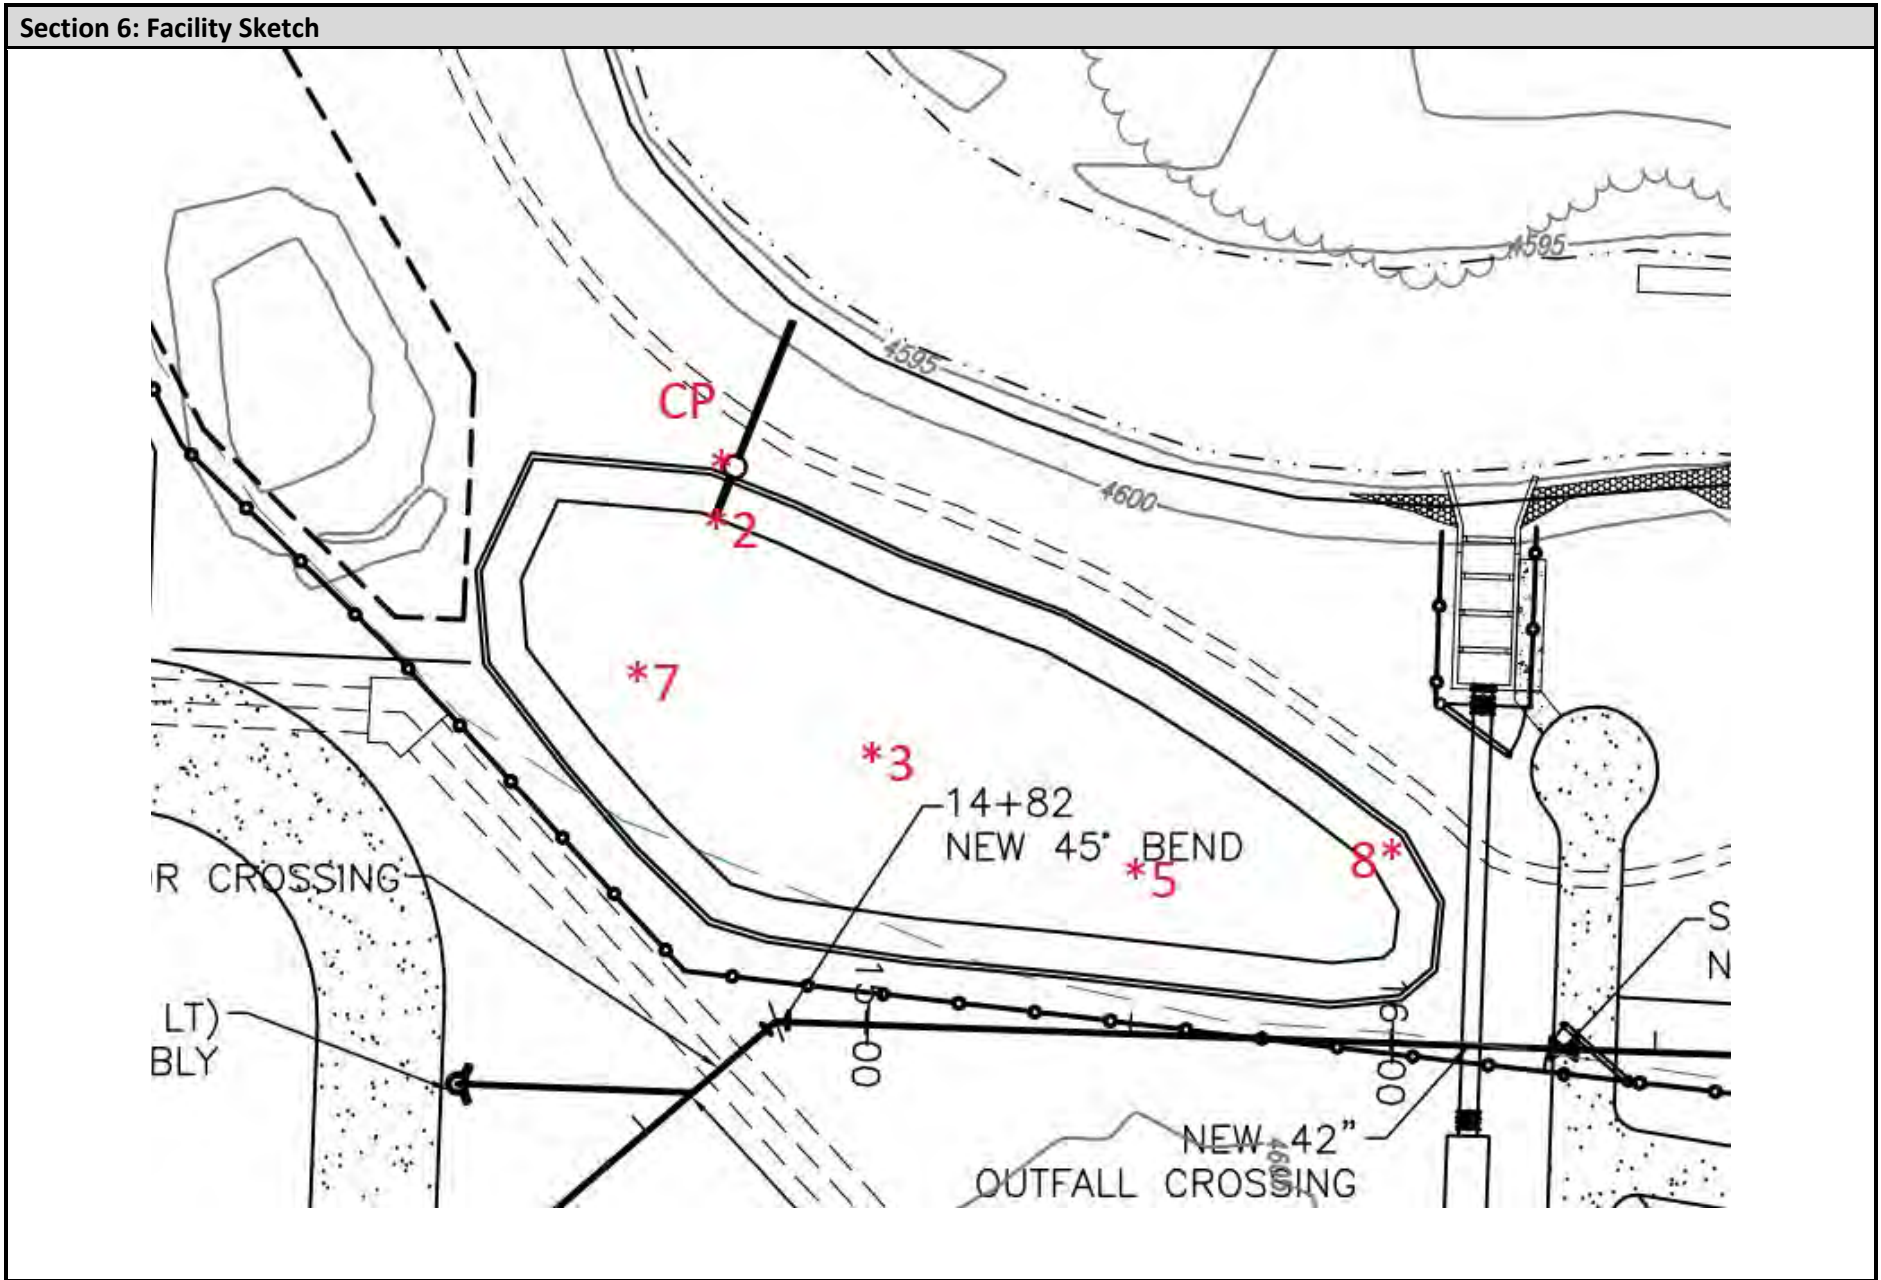 Section 6: Facility Sketch
4595
4595
CP
*
4600
*2
*7
*3
14+82
NEW 45° BEND
8*
*5
R CROSSING
S
N
15+00
16+00
LT)
BLY
NEW 42"
OUTFALL CROSSING